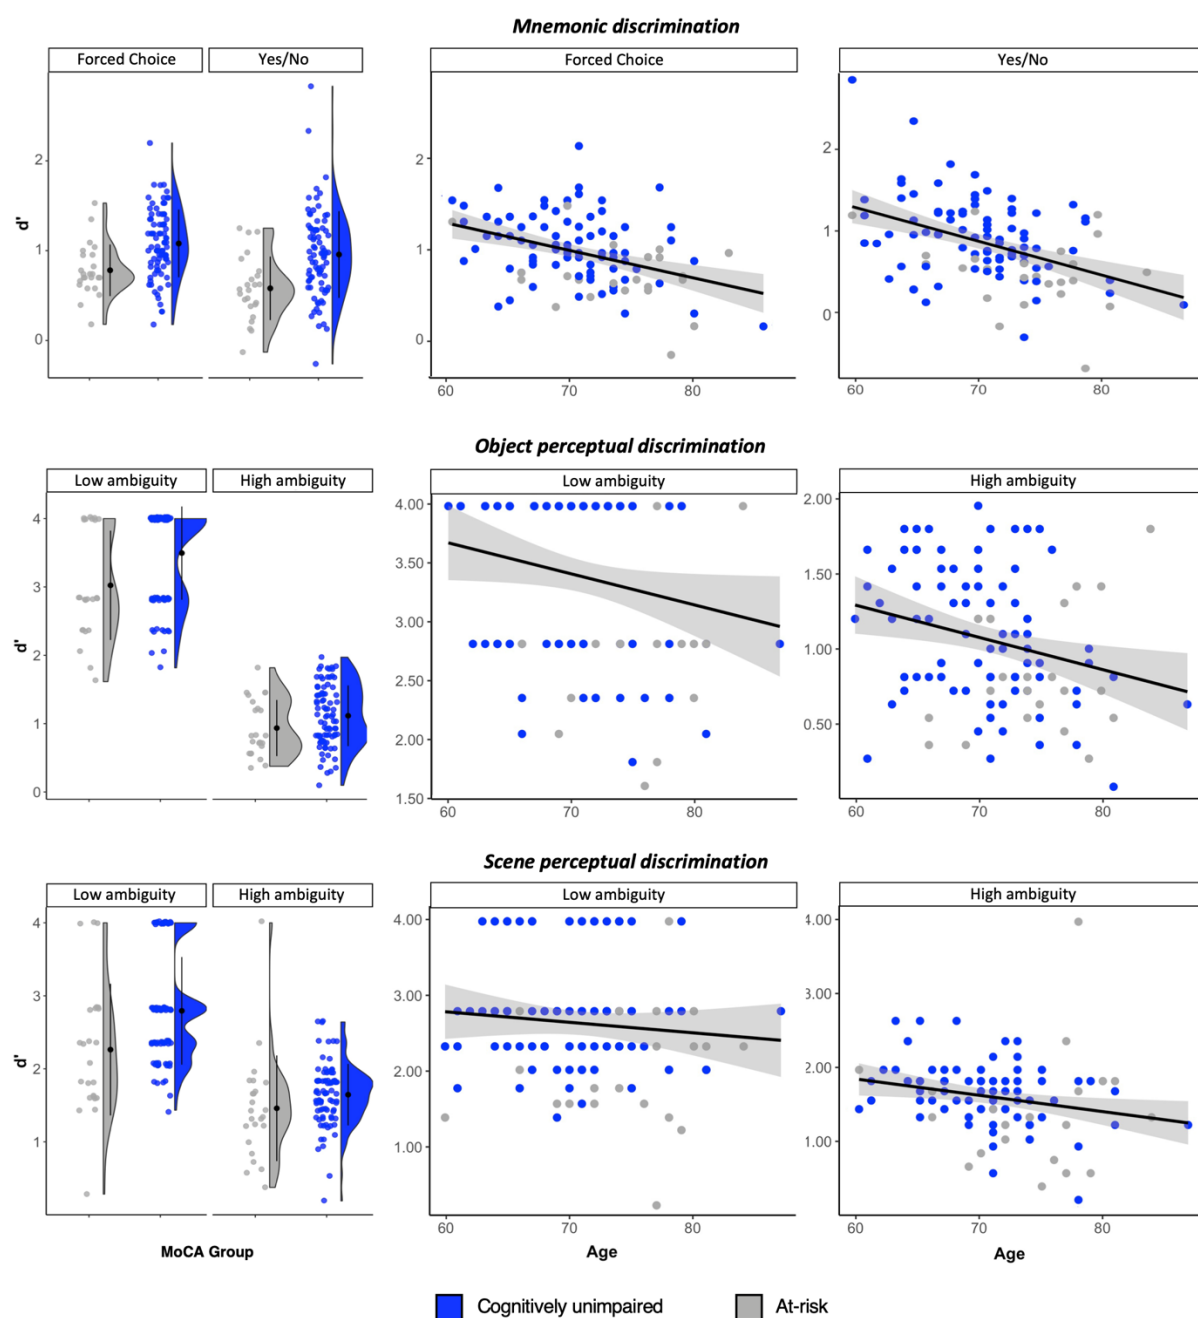 Mnemonic discrimination
Forced Choice
Yes/No
Forced Choice
Yes/No
d'
2
1
0
2
1
0
60
70
80
2
1
0
60
70
80
Object perceptual discrimination
Low ambiguity
High ambiguity
Low ambiguity
High ambiguity
d'
4
3
2
1
0
4.00
3.50
3.00
2.50
2.00
1.50
60
70
80
2.00
1.50
1.00
0.50
60
70
80
Scene perceptual discrimination
Low ambiguity
High ambiguity
Low ambiguity
High ambiguity
d'
4
3
2
1
4.00
3.00
2.00
1.00
60
70
80
4.00
3.00
2.00
1.00
60
70
80
MoCA Group
Age
Age
Cognitively unimpaired
At-risk